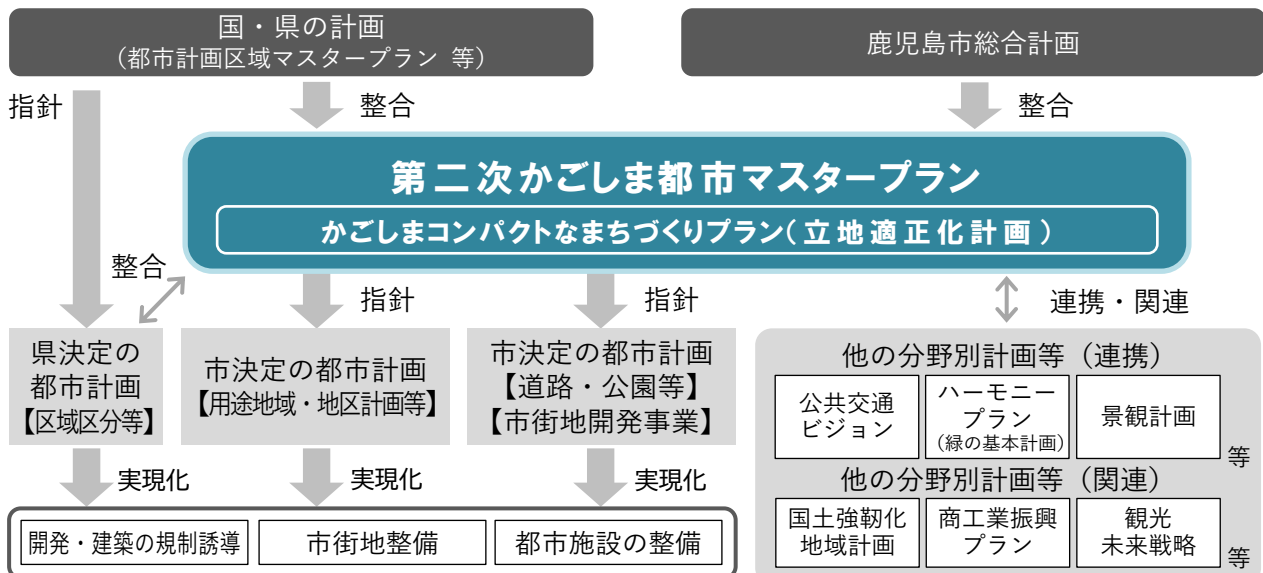 国・県の計画
（都市計画区域マスタープラン 等）
鹿児島市総合計画
指針
整合
整合
第二次かごしま都市マスタープラン
かごしまコンパクトなまちづくりプラン（立地適正化計画）
整合
指針
指針
連携・関連
県決定の
都市計画
【区域区分等】
市決定の都市計画
【用途地域・地区計画等】
市決定の都市計画
【道路・公園等】
【市街地開発事業】
他の分野別計画等（連携）
公共交通
ビジョン
ハーモニー
プラン
（緑の基本計画）
景観計画
等
他の分野別計画等（関連）
国土強靭化
地域計画
商工業振興
プラン
観光
未来戦略
等
実現化
実現化
実現化
開発・建築の規制誘導
市街地整備
都市施設の整備